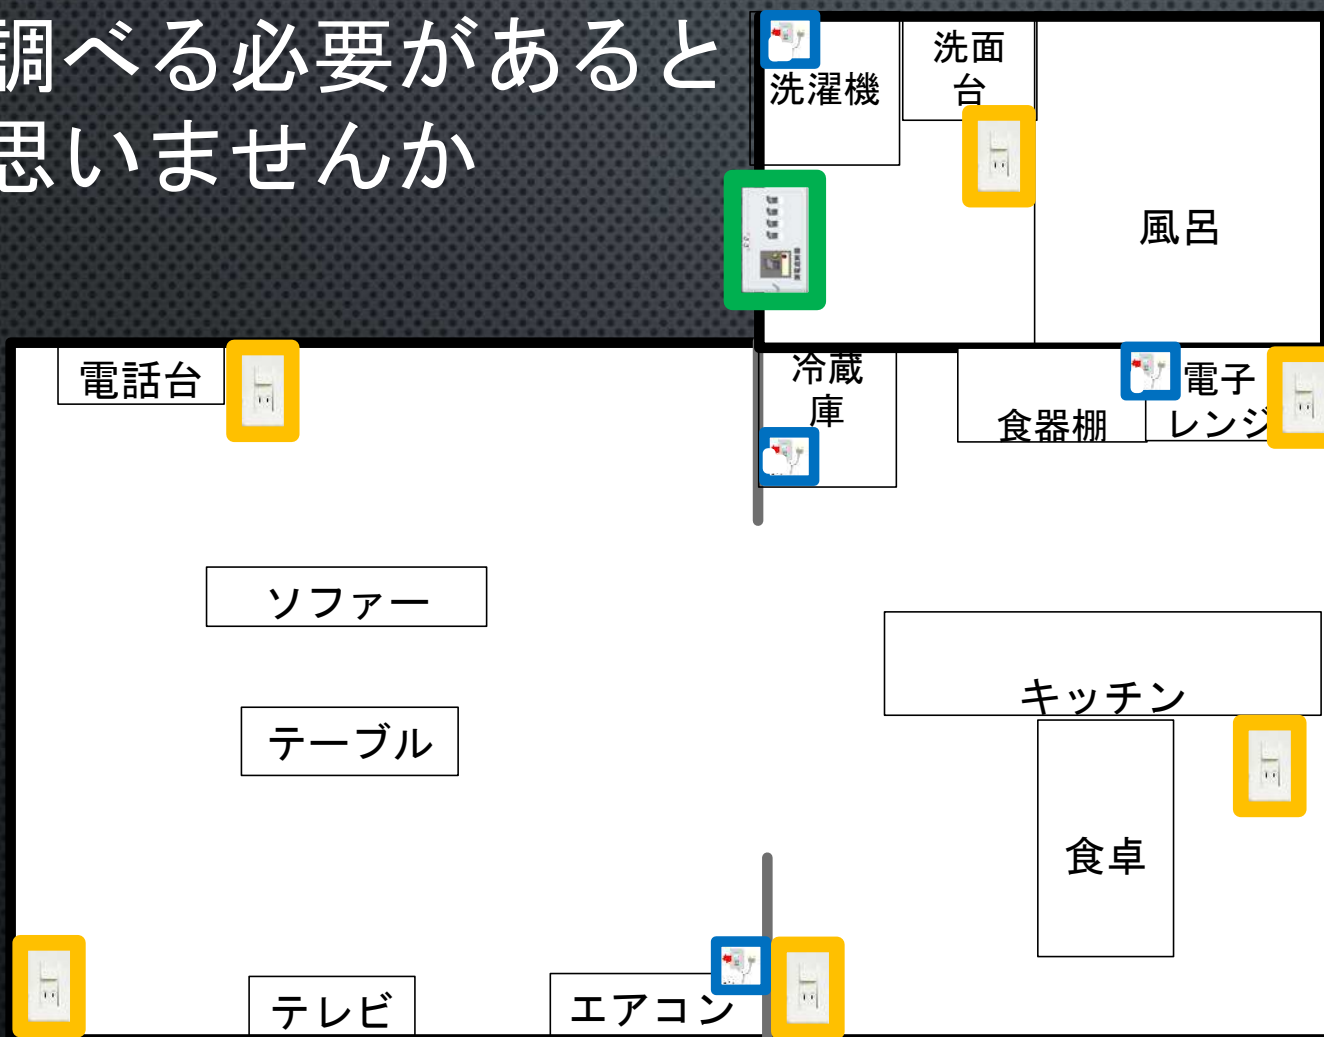 調べる必要があると
思いませんか
洗濯機
洗面
台
風呂
電話台
冷蔵
庫
食器棚
電子
レンジ
ソファー
テーブル
キッチン
食卓
テレビ
エアコン